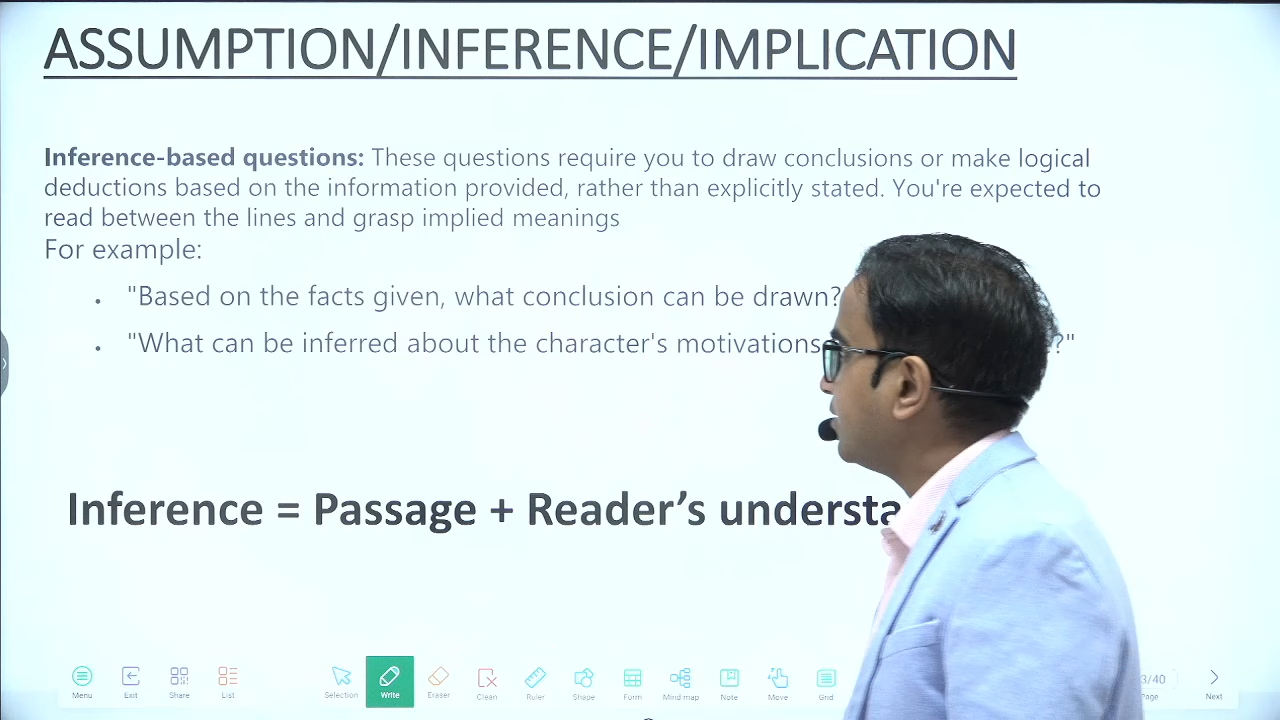 ASSUMPTION/INFERENCE/IMPLICATION
Inference-based questions: These questions require you to draw conclusions or make logical
deductions based on the information provided, rather than explicitly stated. You're expected to
read between the lines and grasp implied meanings
For example:
• "Based on the facts given, what conclusion can be drawn?
• "What can be inferred about the character's motivations ?"
Inference = Passage + Reader's
Menu Exit Share List Selection Write Eraser Clean Ruler Shape Form Mind map Note Move Grid 3/40 Page Next